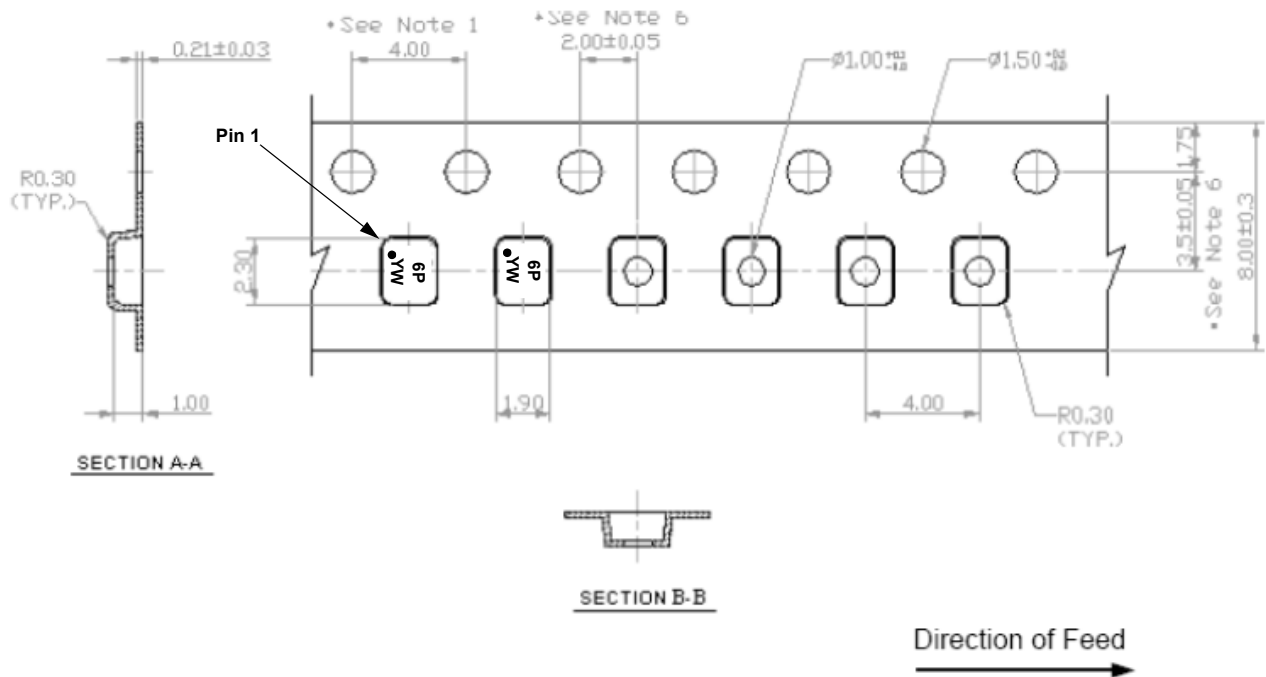 *See Note 1
*See Note 6
0.21±0.03
4.00
2.00±0.05
Ø1.00
Ø1.50
Pin 1
R0.30
(TYP.)
1.75
3.5±0.05
*See Note 6
8.00±0.3
2.30
YW
6P
YW
6P
1.00
1.90
4.00
R0.30
(TYP.)
SECTION A-A
SECTION B-B
Direction of Feed